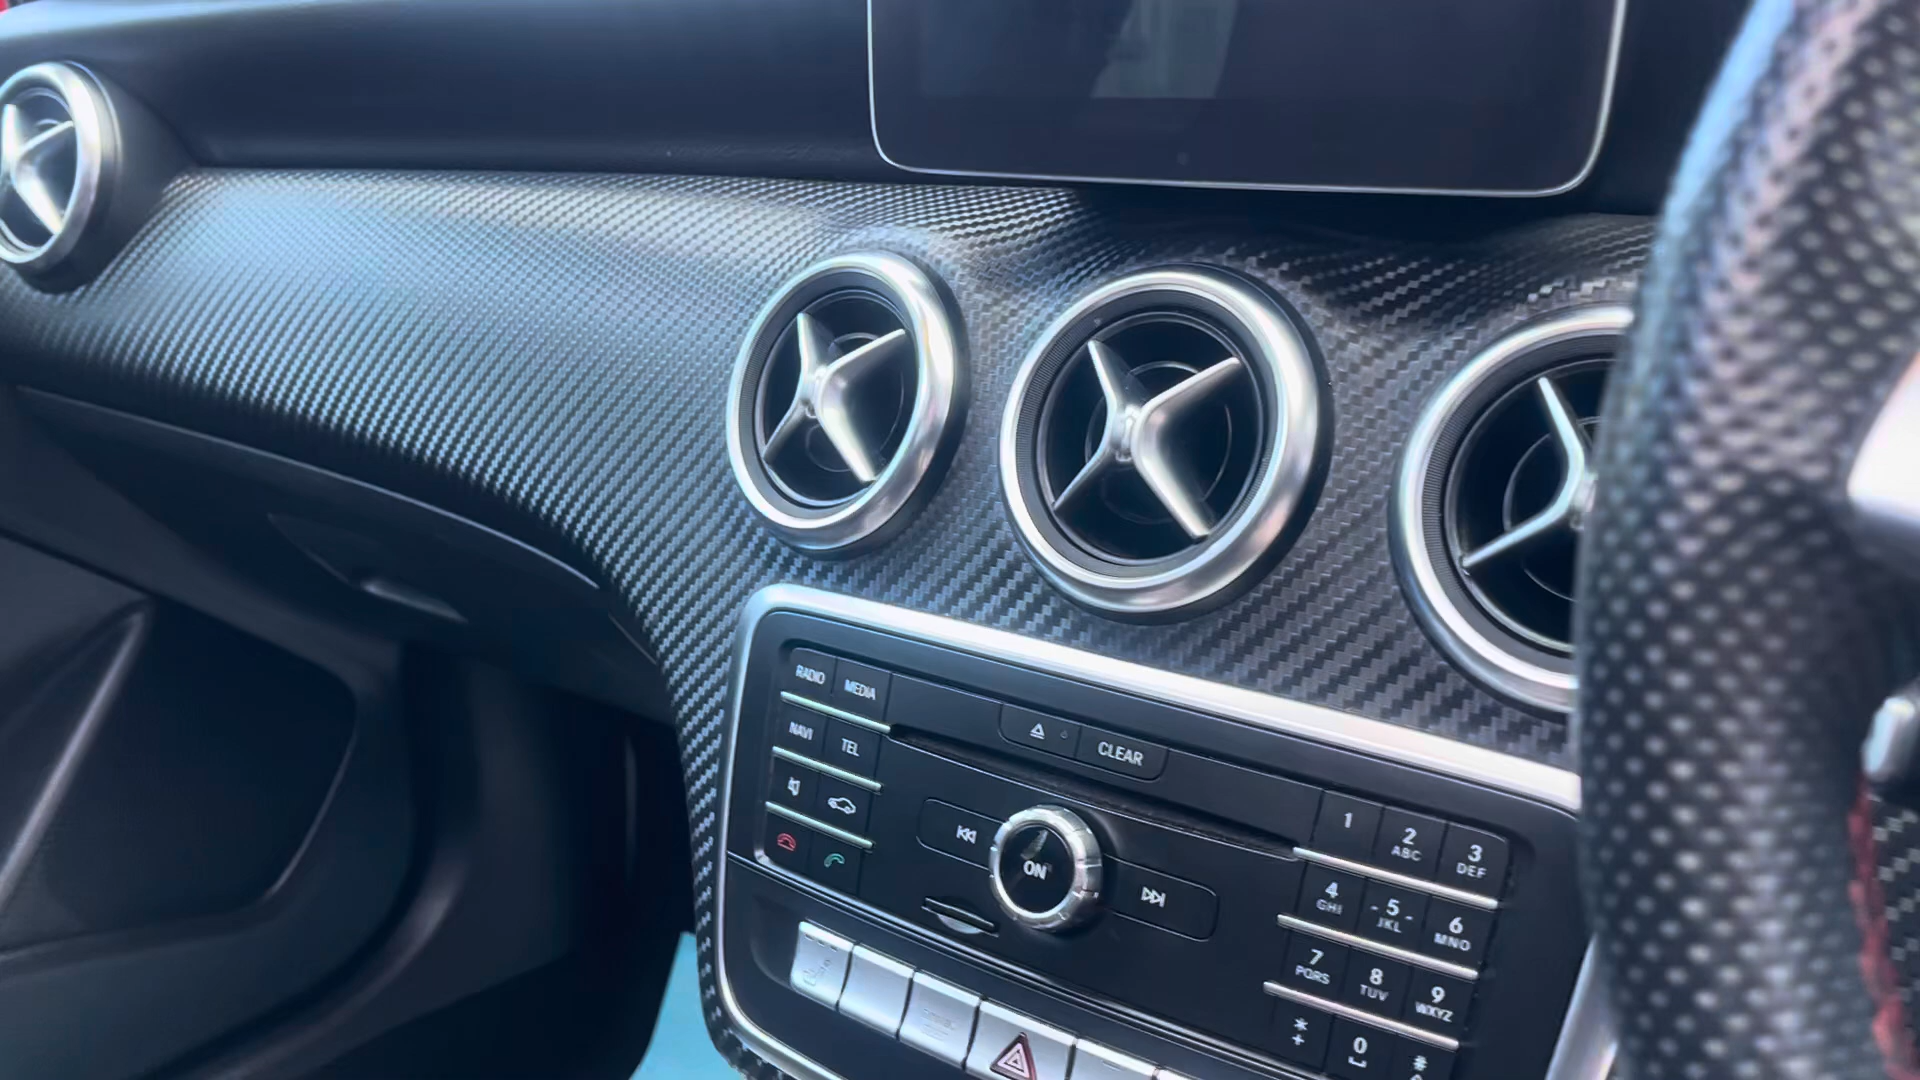 RADIO MEDIA
NAVI TEL
CLEAR
ON
1 2 ABC 3 DEF
4 GHI 5 JKL 6 MNO
7 PQRS 8 TUV 9 WXYZ
* + 0 #